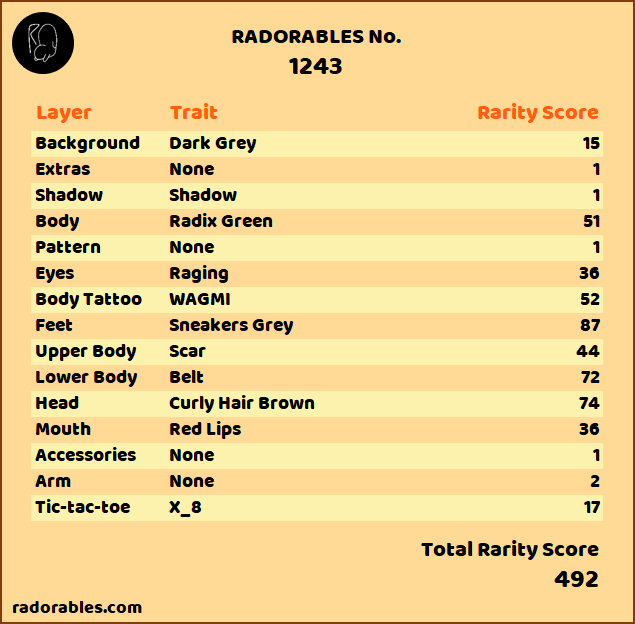 RADORABLES No.
1243
Layer Trait Rarity Score
Background Dark Grey 15
Extras None 1
Shadow Shadow 1
Body Radix Green 51
Pattern None 1
Eyes Raging 36
Body Tattoo WAGMI 52
Feet Sneakers Grey 87
Upper Body Scar 44
Lower Body Belt 72
Head Curly Hair Brown 74
Mouth Red Lips 36
Accessories None 1
Arm None 2
Tic-tac-toe X_8 17
Total Rarity Score
492
radorables.com